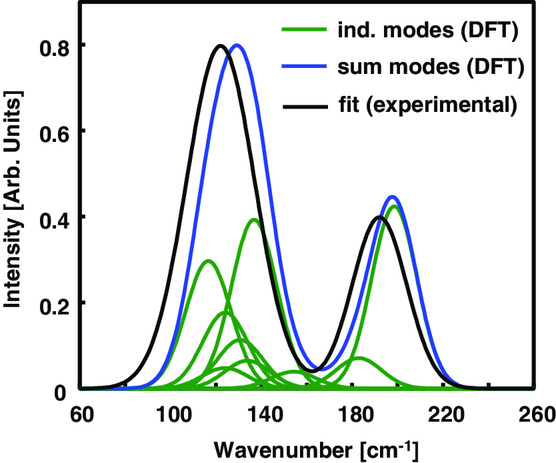 ind. modes (DFT)
sum modes (DFT)
fit (experimental)
Intensity [Arb. Units]
0.8
0.6
0.4
0.2
0
60 100 140 180 220 260
Wavenumber [cm-1]